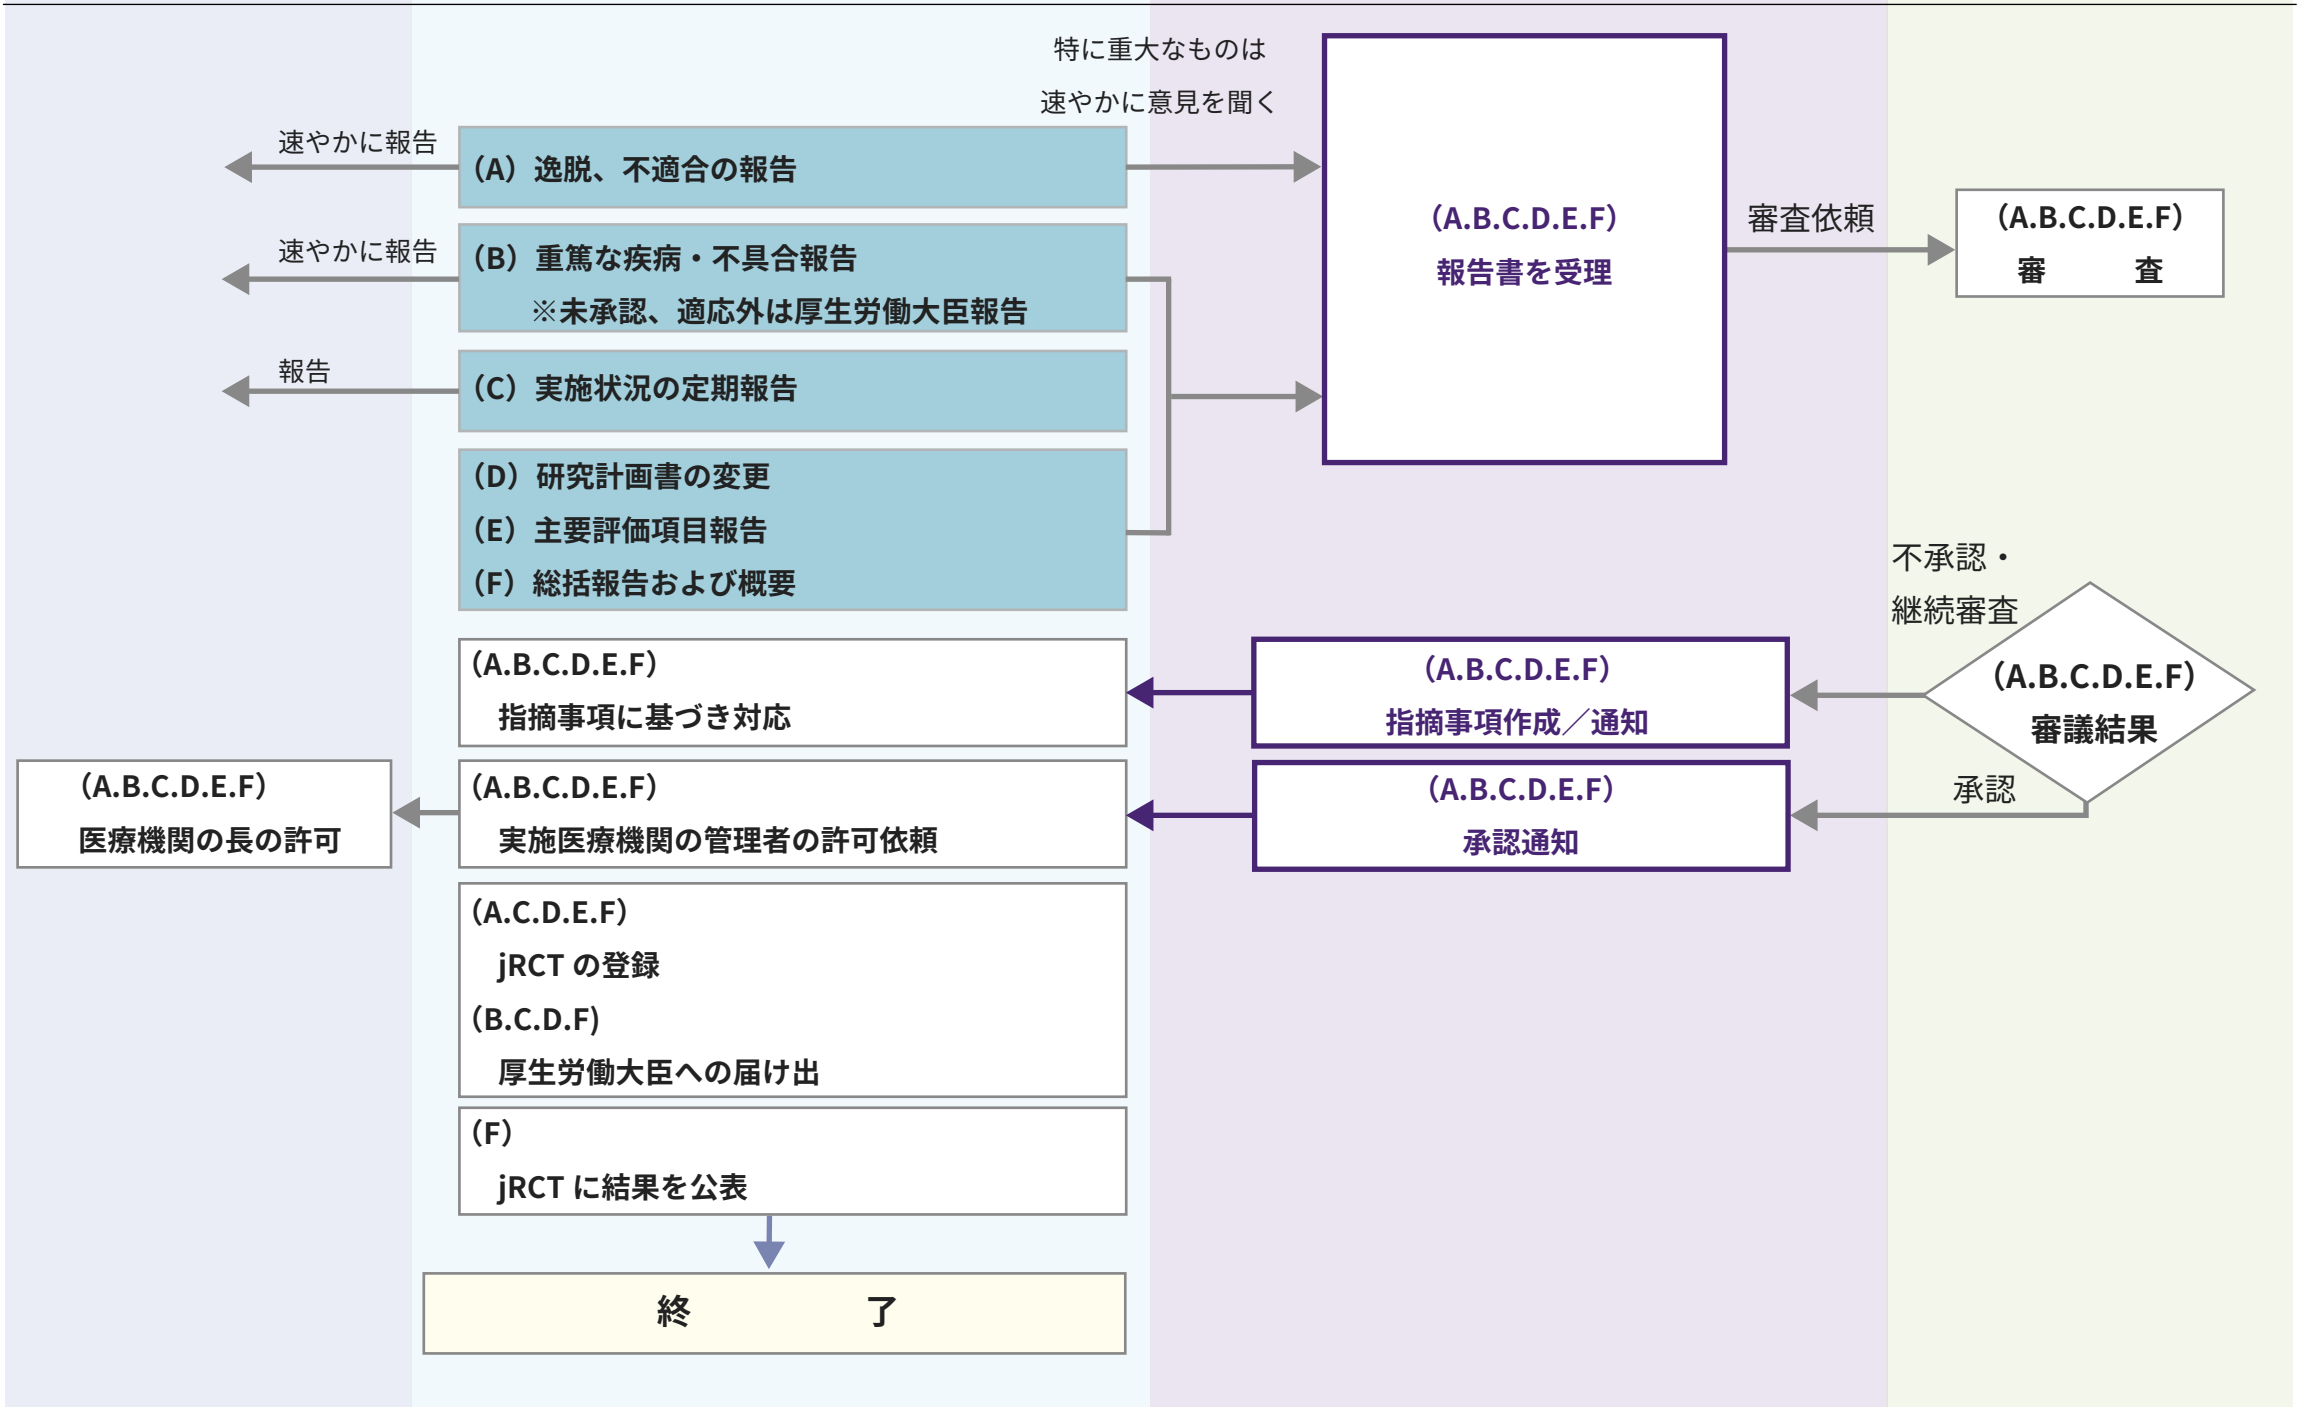 特に重大なものは
速やかに意見を聞く
速やかに報告
（A）逸脱、不適合の報告
速やかに報告
（B）重篤な疾病・不具合報告
※未承認、適応外は厚生労働大臣報告
報告
（C）実施状況の定期報告
（D）研究計画書の変更
（E）主要評価項目報告
（F）総括報告および概要
（A.B.C.D.E.F）
報告書を受理
審査依頼
（A.B.C.D.E.F）
審　　　査
不承認・
継続審査
（A.B.C.D.E.F）
審議結果
承認
（A.B.C.D.E.F）
指摘事項作成／通知
（A.B.C.D.E.F）
指摘事項に基づき対応
（A.B.C.D.E.F）
承認通知
（A.B.C.D.E.F）
実施医療機関の管理者の許可依頼
（A.B.C.D.E.F）
医療機関の長の許可
（A.C.D.E.F）
jRCT の登録
（B.C.D.F)
厚生労働大臣への届け出
（F）
jRCT に結果を公表
終　　　　　了